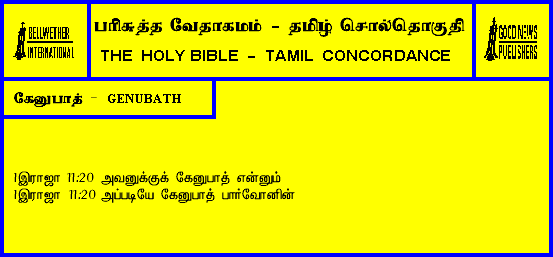 BELLWETHER
INTERNATIONAL
பரிசுத்த வேதாகமம் - தமிழ் சொல்தொகுதி
THE HOLY BIBLE - TAMIL CONCORDANCE
GOOD NEWS
PUBLISHERS
கேனுபாத் - GENUBATH
1இராஜா 11:20 அவனுக்குக் கேனுபாத் என்னும்
1இராஜா 11:20 அப்படியே கேனுபாத் பார்வோனின்